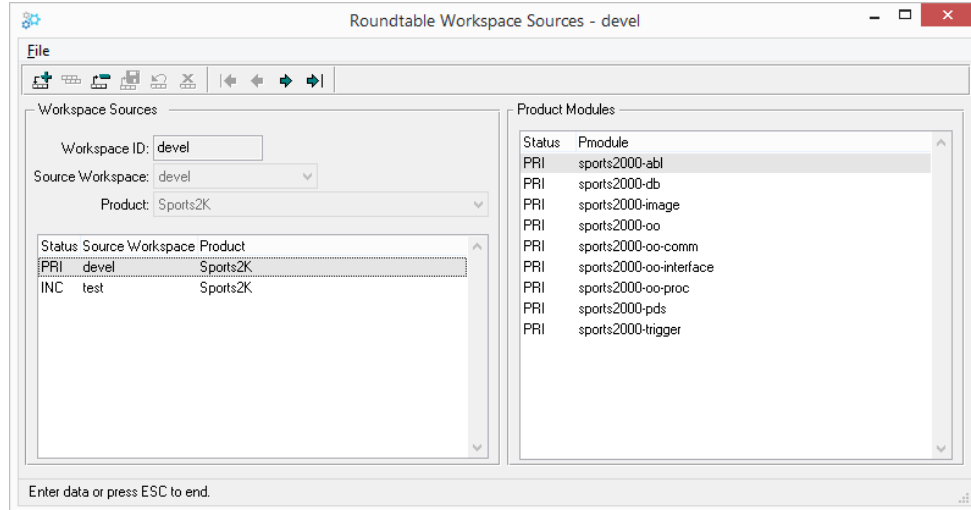 Roundtable Workspace Sources - devel
File
Workspace Sources
Workspace ID: devel
Source Workspace: devel
Product: Sports2K
Status Source Workspace Product
PRI devel Sports2K
INC test Sports2K
Product Modules
Status Pmodule
PRI sports2000-abl
PRI sports2000-db
PRI sports2000-image
PRI sports2000-oo
PRI sports2000-oo-comm
PRI sports2000-oo-interface
PRI sports2000-oo-proc
PRI sports2000-pds
PRI sports2000-trigger
Enter data or press ESC to end.